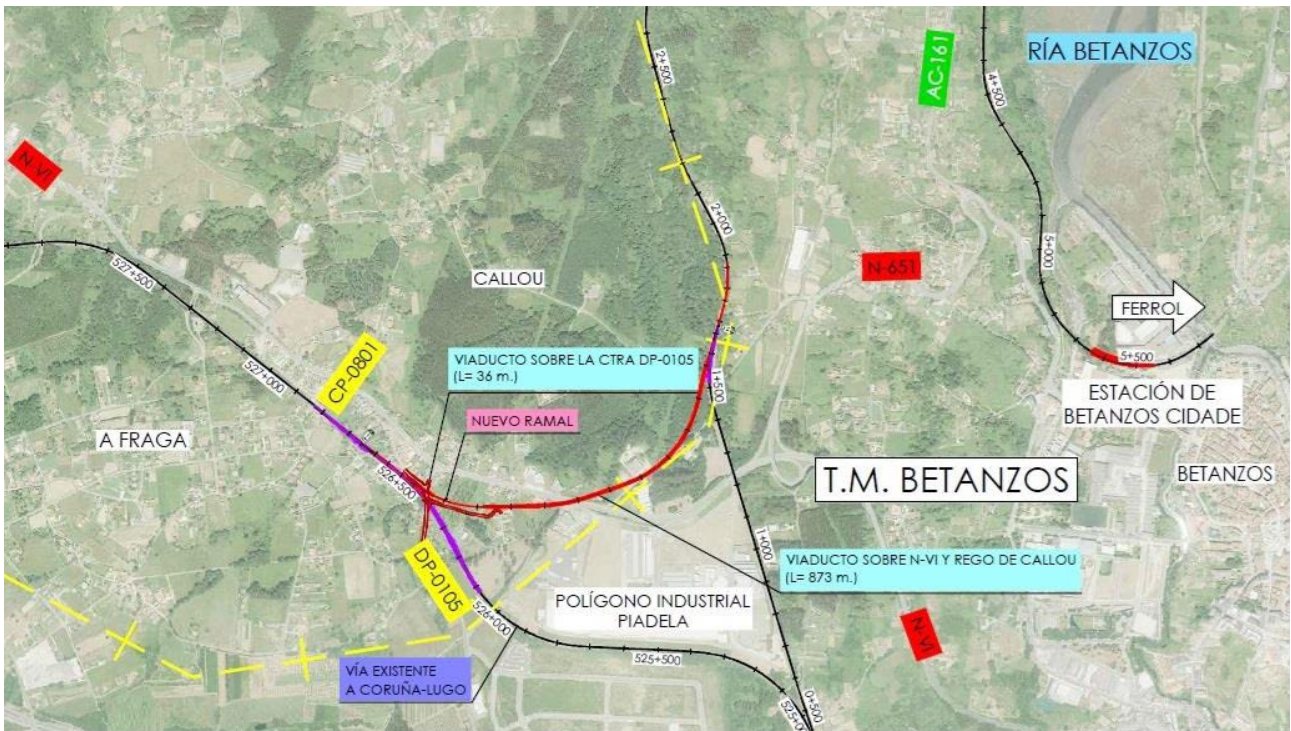 2+500
AC-161
4+500
RÍA BETANZOS
N-VI
527+500
2+000
5+000
CALLOU
N-651
FERROL
VIADUCTO SOBRE LA CTRA DP-0105
(L= 36 m.)
1+500
5+500
CP-0801
527+000
NUEVO RAMAL
ESTACIÓN DE
BETANZOS CIDADE
A FRAGA
526+500
T.M. BETANZOS
BETANZOS
1+000
VIADUCTO SOBRE N-VI Y REGO DE CALLOU
(L= 873 m.)
DP-0105
526+000
POLÍGONO INDUSTRIAL
PIADELA
N-VI
VÍA EXISTENTE
A CORUÑA-LUGO
525+500
0+500